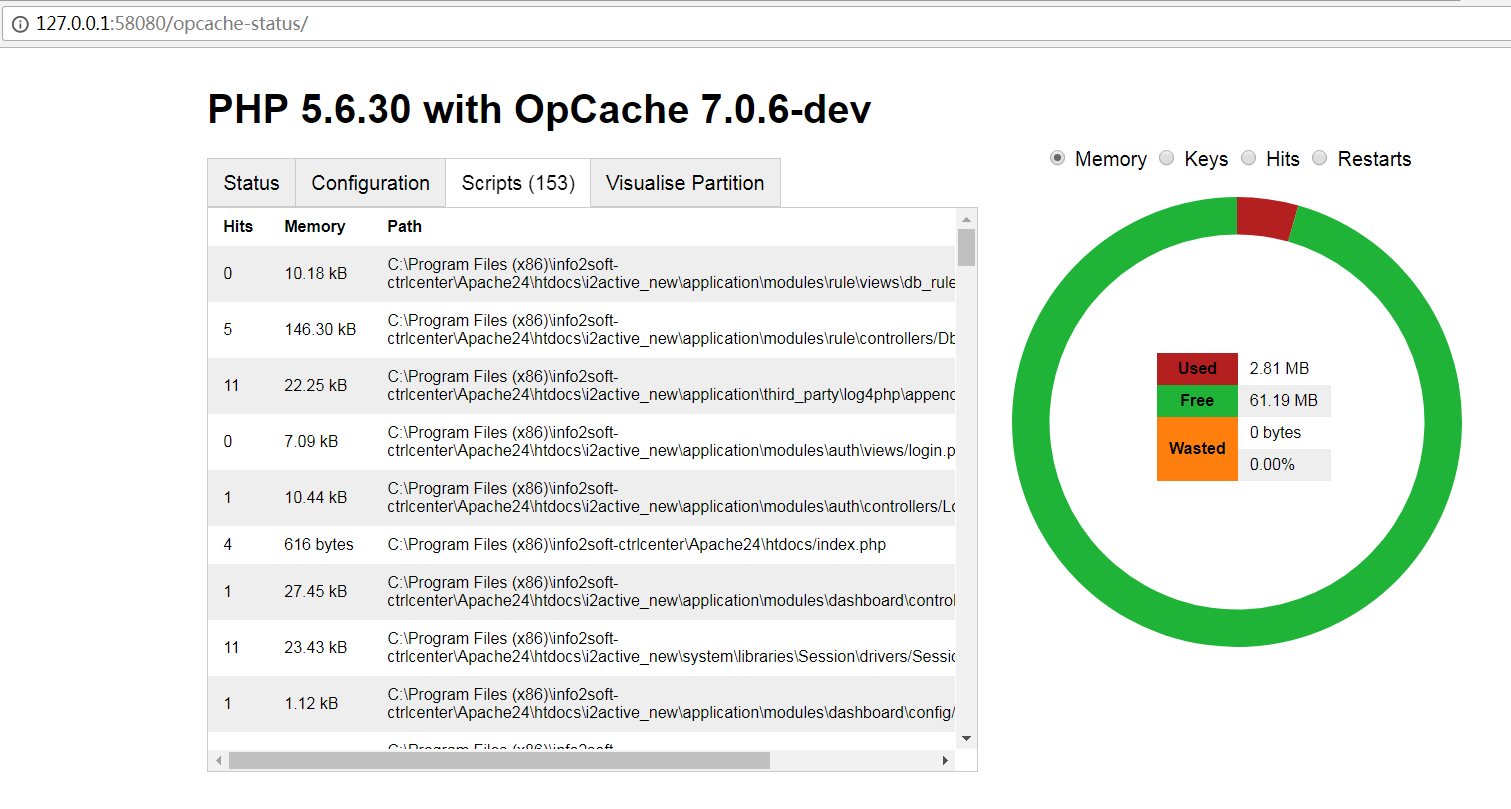 127.0.0.1:58080/opcache-status/
PHP 5.6.30 with OpCache 7.0.6-dev
Status Configuration Scripts (153) Visualise Partition
Hits Memory Path
0 10.18 kB C:\Program Files (x86)\info2soft-
ctrlcenter\Apache24\htdocs\i2active_new\application\modules\rule\views\db_rule
5 146.30 kB C:\Program Files (x86)\info2soft-
ctrlcenter\Apache24\htdocs\i2active_new\application\modules\rule\controllers/Db
11 22.25 kB C:\Program Files (x86)\info2soft-
ctrlcenter\Apache24\htdocs\i2active_new\application\third_party\log4php\appenc
0 7.09 kB C:\Program Files (x86)\info2soft-
ctrlcenter\Apache24\htdocs\i2active_new\application\modules\auth\views/login.p
1 10.44 kB C:\Program Files (x86)\info2soft-
ctrlcenter\Apache24\htdocs\i2active_new\application\modules\auth\controllers/Lo
4 616 bytes C:\Program Files (x86)\info2soft-ctrlcenter\Apache24\htdocs/index.php
1 27.45 kB C:\Program Files (x86)\info2soft-
ctrlcenter\Apache24\htdocs\i2active_new\application\modules\dashboard\control
11 23.43 kB C:\Program Files (x86)\info2soft-
ctrlcenter\Apache24\htdocs\i2active_new\system\libraries\Session\drivers/Sessic
1 1.12 kB C:\Program Files (x86)\info2soft-
ctrlcenter\Apache24\htdocs\i2active_new\application\modules\dashboard\config/
C:\Program Files (x86)\info2soft-
Memory Keys Hits Restarts
Used 2.81 MB
Free 61.19 MB
Wasted 0 bytes
0.00%